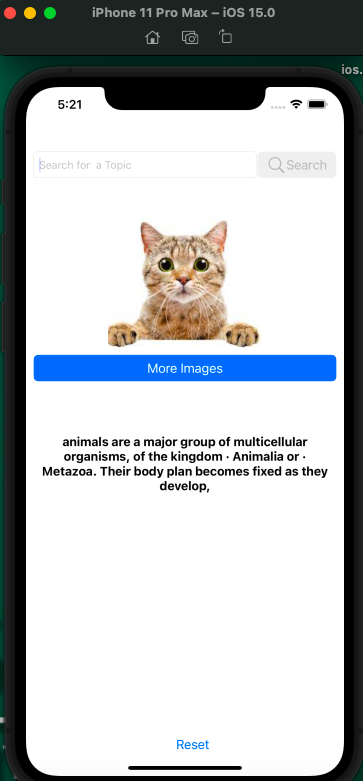 iPhone 11 Pro Max – iOS 15.0
ios.
5:21
Search for  a Topic
Search
More Images
animals are a major group of multicellular
organisms, of the kingdom · Animalia or ·
Metazoa. Their body plan becomes fixed as they
develop,
Reset